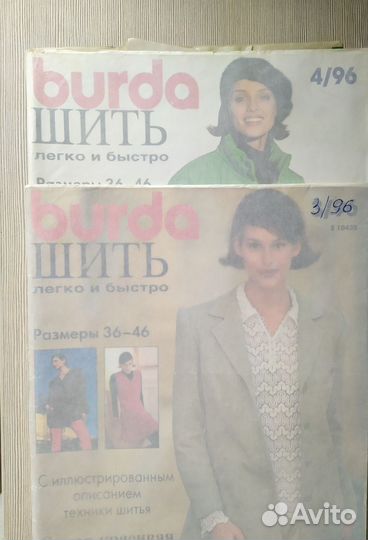 burda
4/96
ШИТЬ
легко и быстро
Размеры 36-46
burda
3/96
ШИТЬ
легко и быстро
Размеры 36-46
С иллюстрированным
описанием
техники шитья
Avito